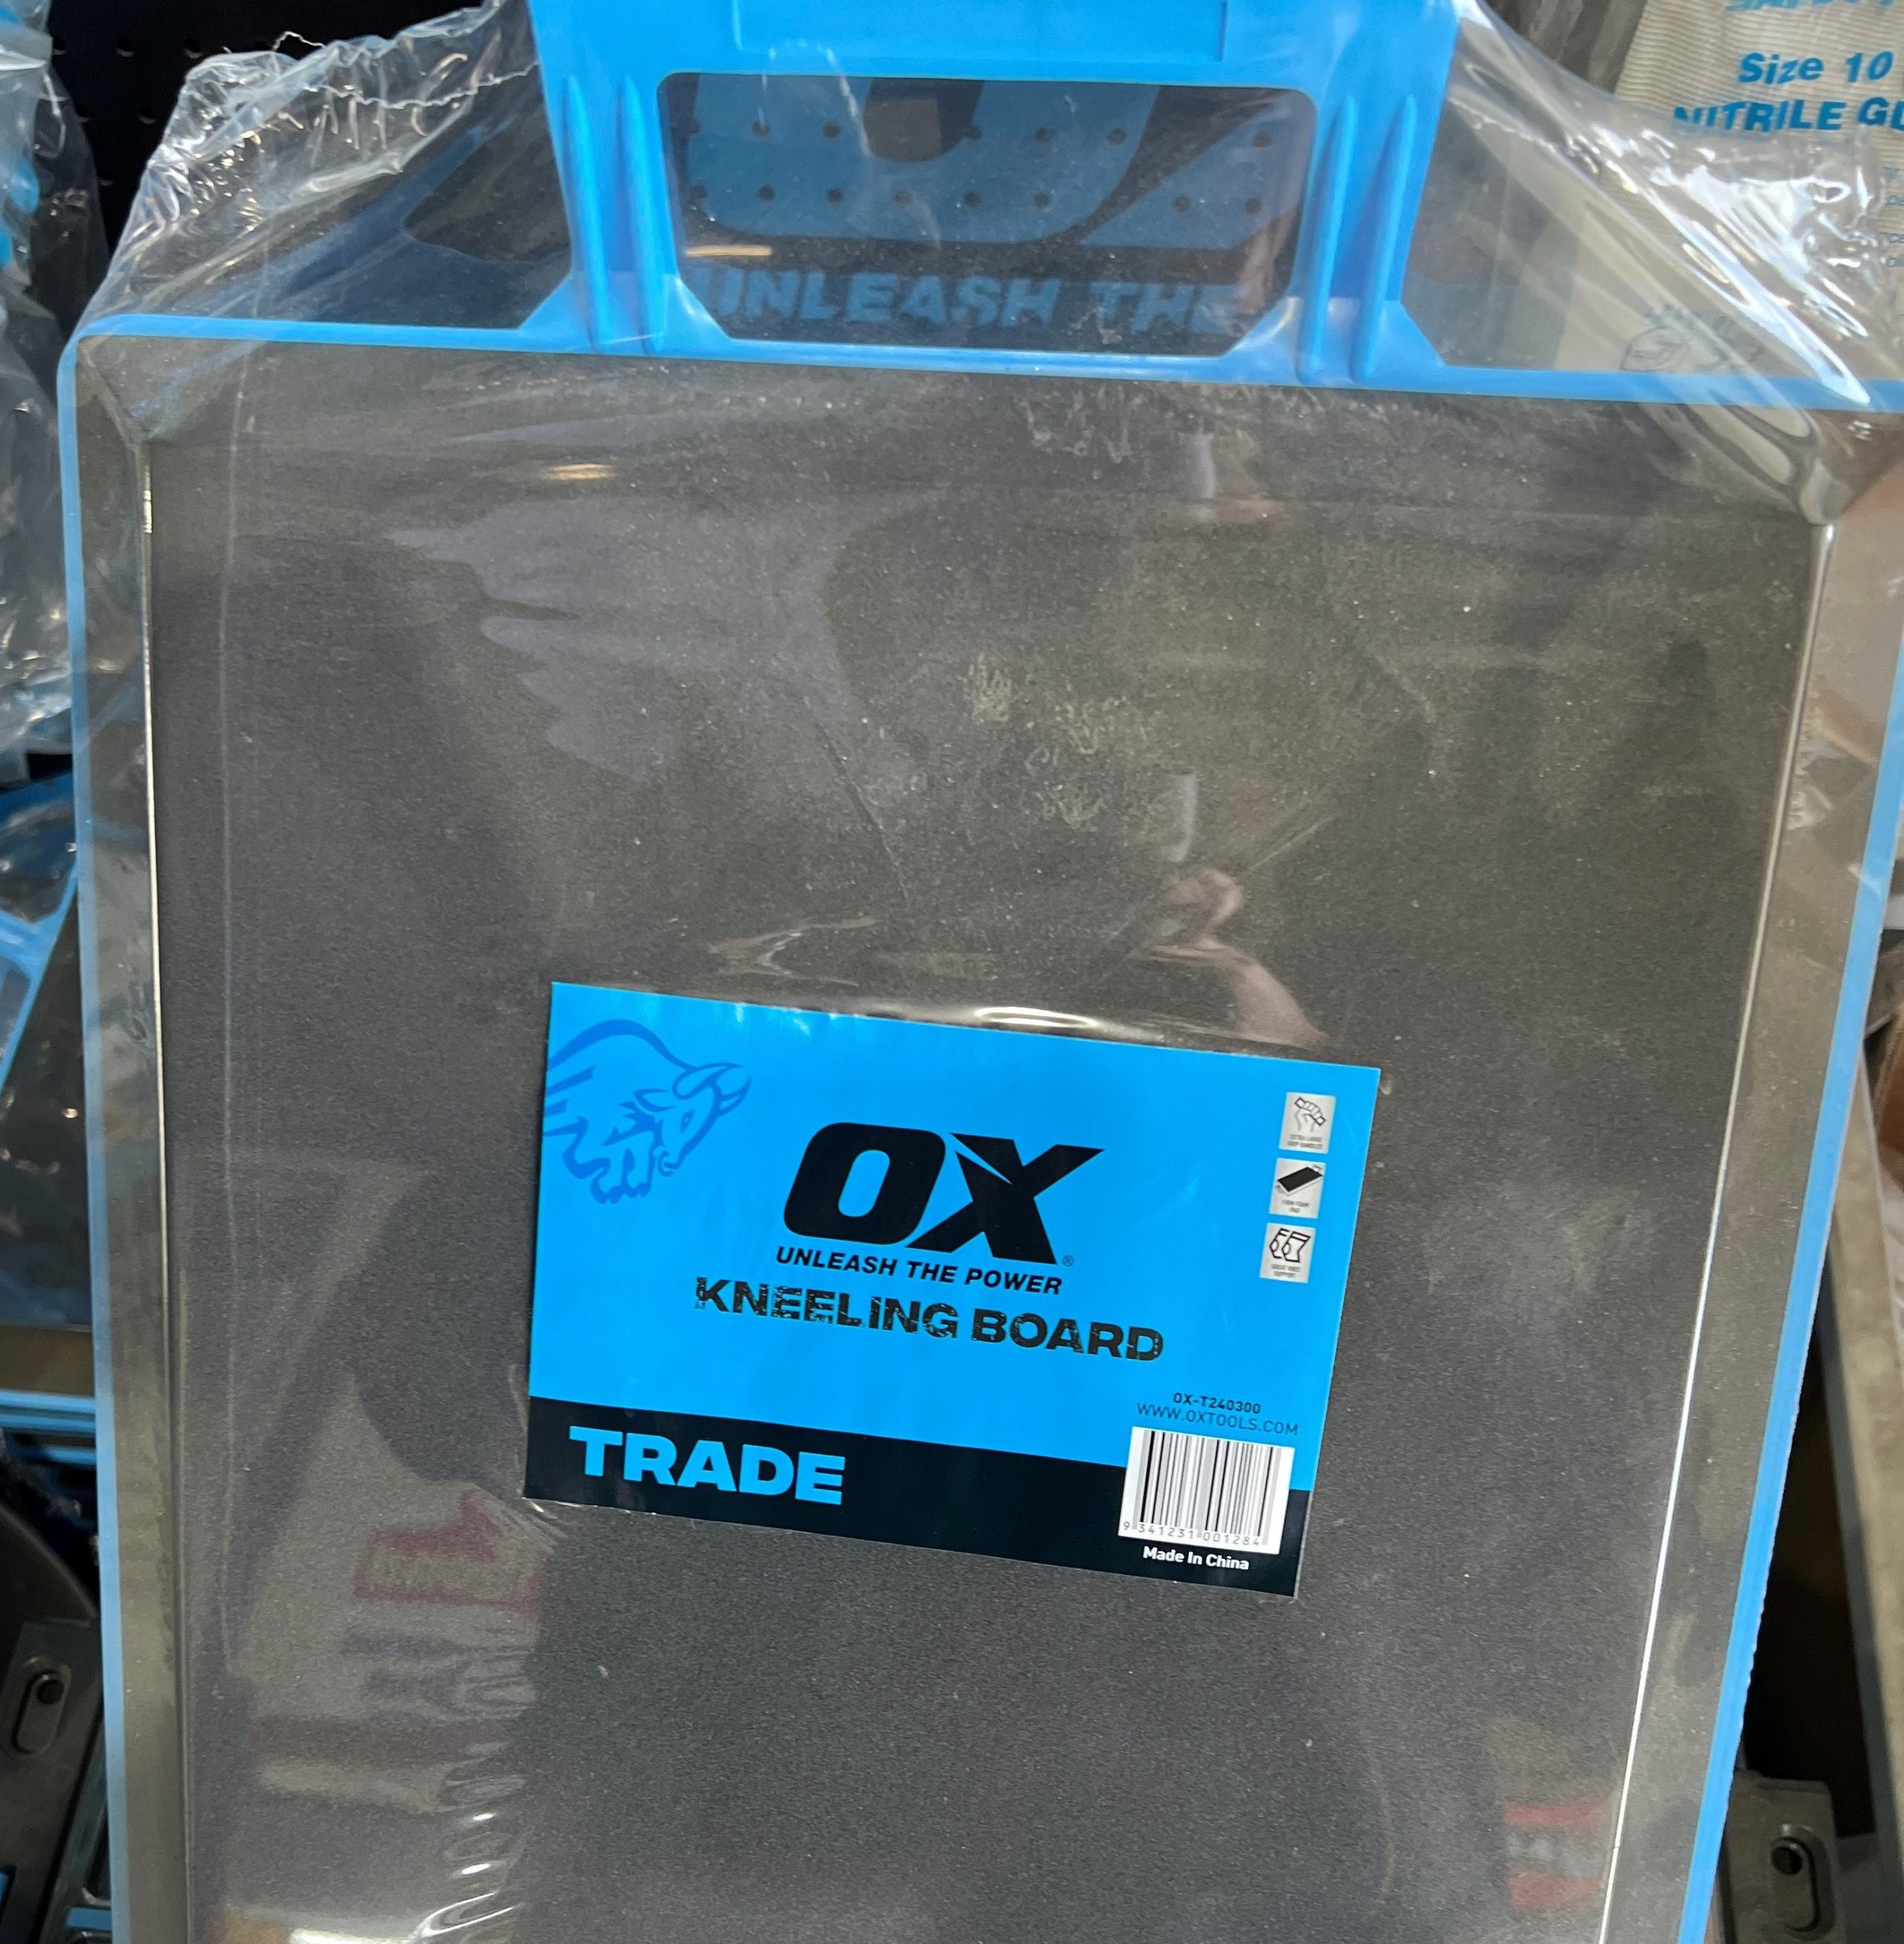 Size 10
NITRILE
UNLEASH THE
OX
UNLEASH THE POWER
KNEELING BOARD
OX-T240300
WWW.OXTOOLS.COM
TRADE
9 341231 001284
Made In China